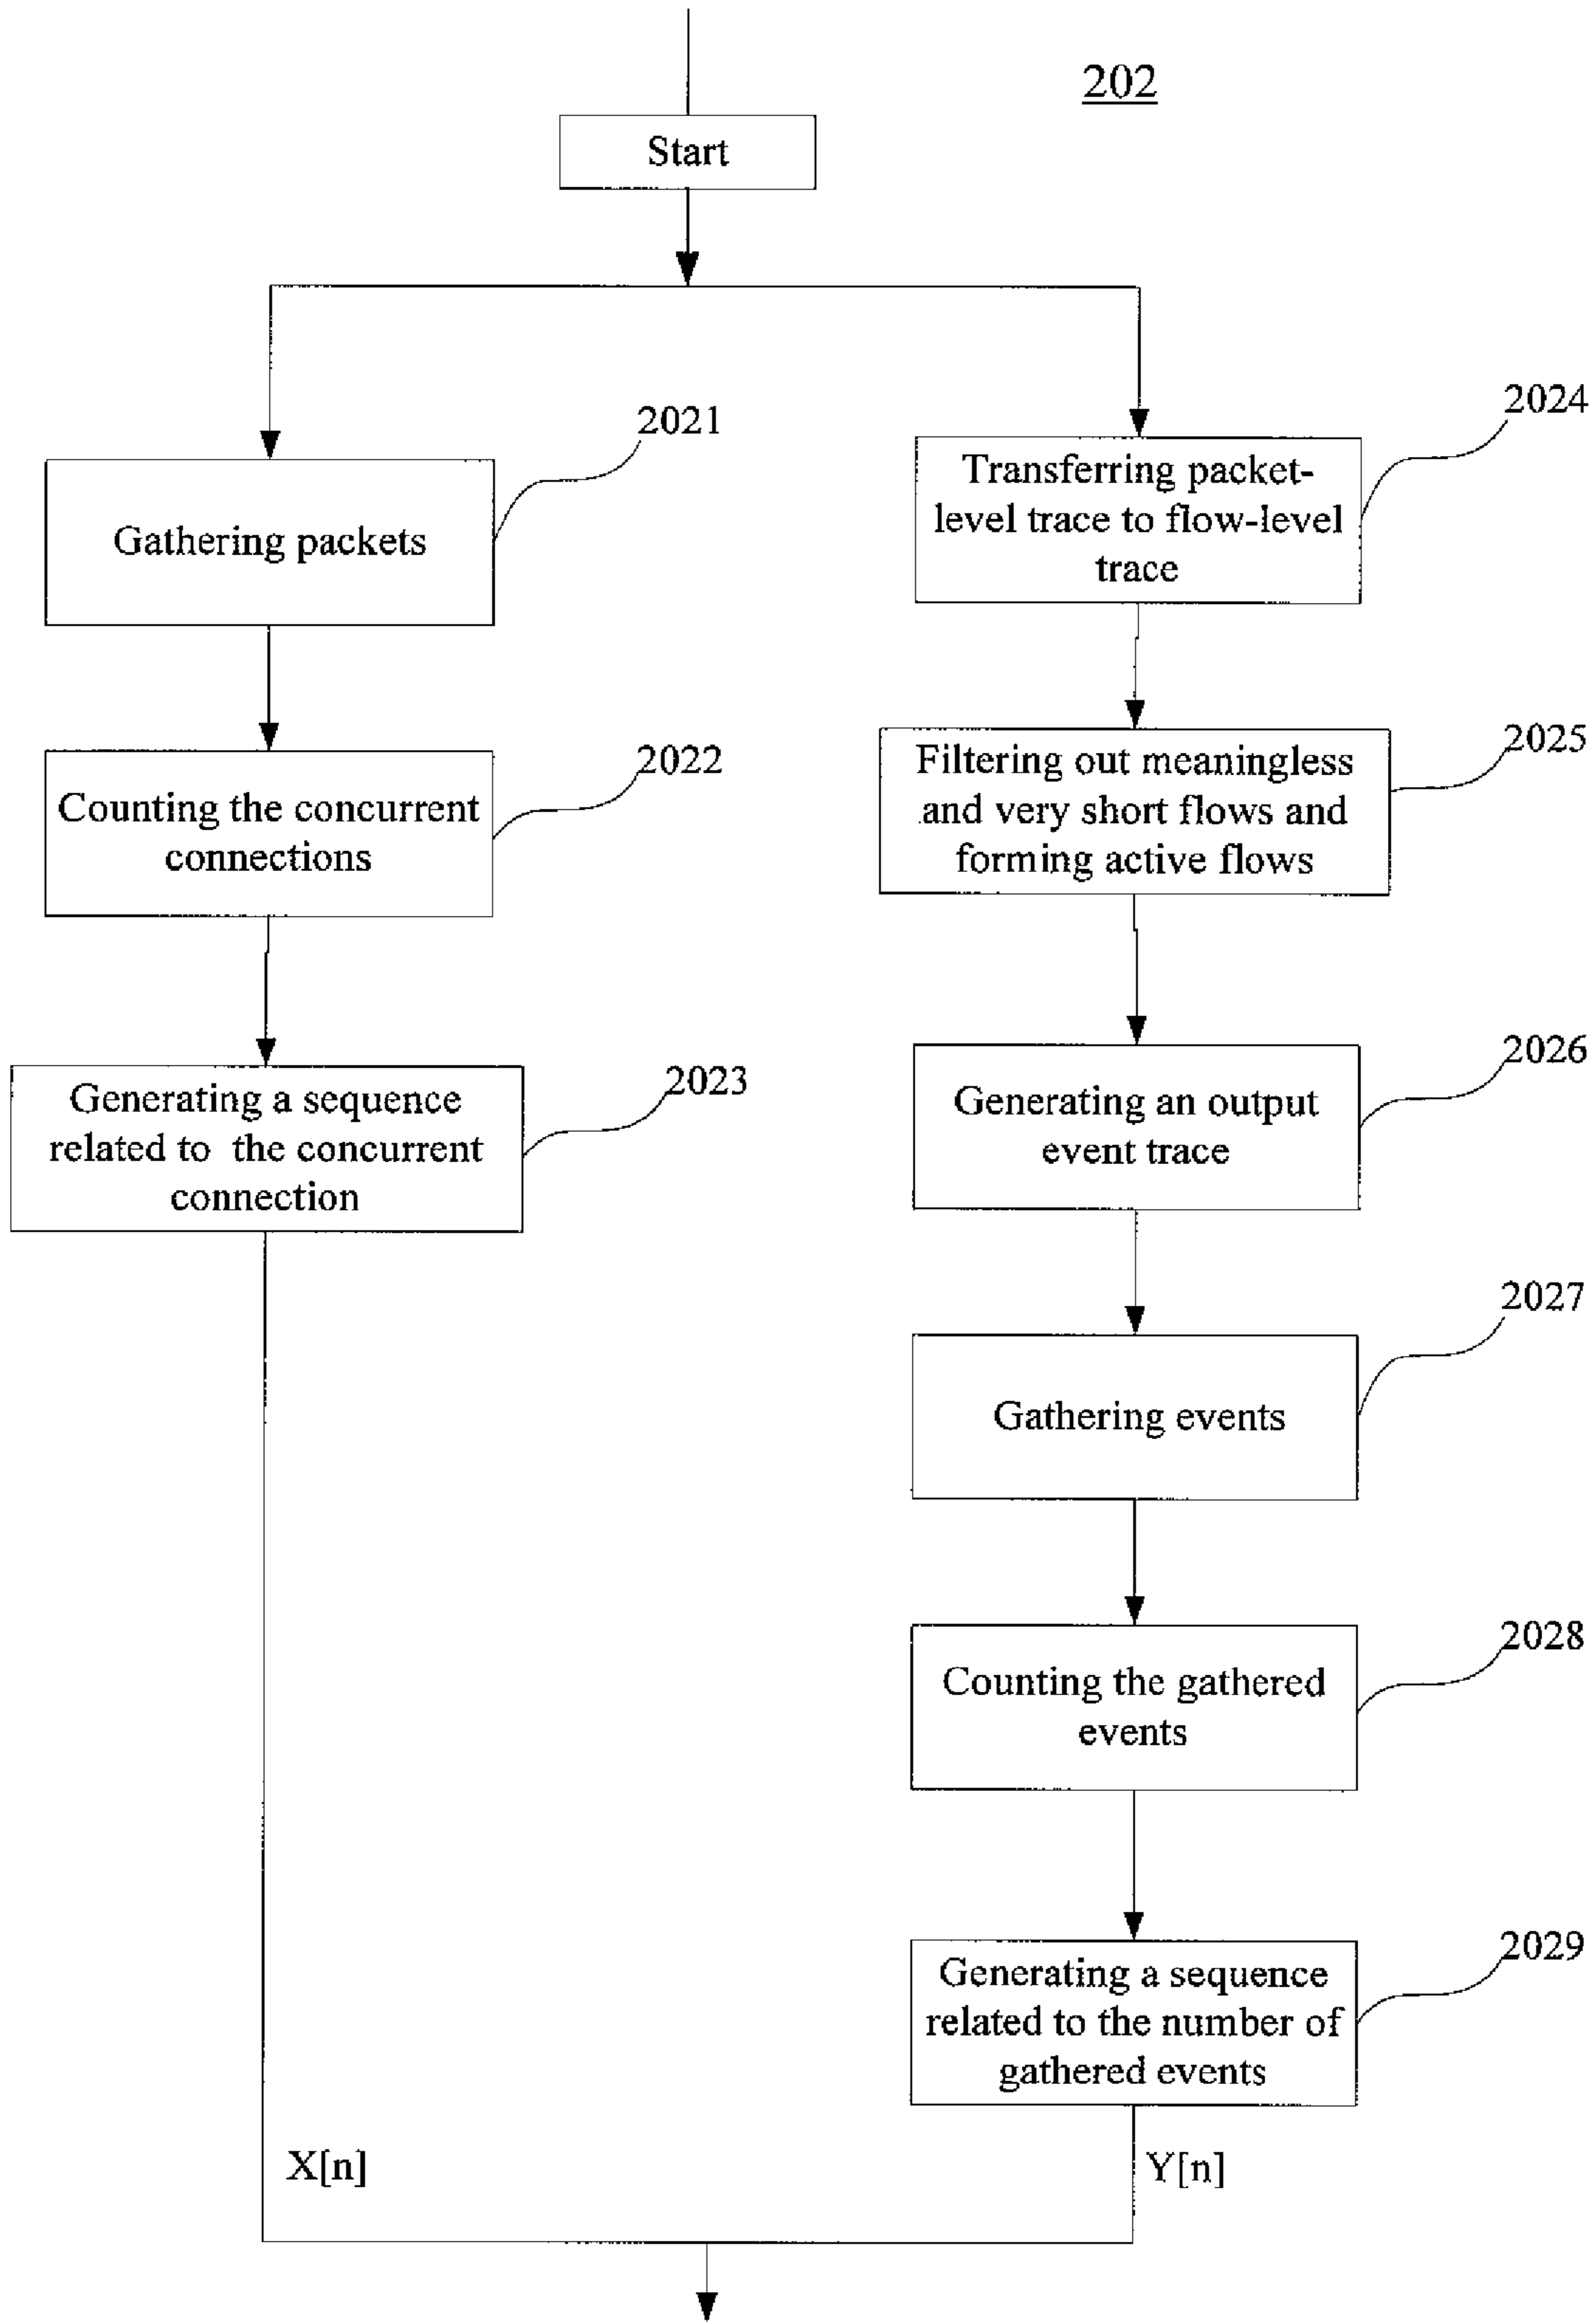 202
Start
2021
Gathering packets
2022
Counting the concurrent
connections
2023
Generating a sequence
related to the concurrent
connection
X[n]
2024
Transferring packet-
level trace to flow-level
trace
2025
Filtering out meaningless
and very short flows and
forming active flows
2026
Generating an output
event trace
2027
Gathering events
2028
Counting the gathered
events
2029
Generating a sequence
related to the number of
gathered events
Y[n]